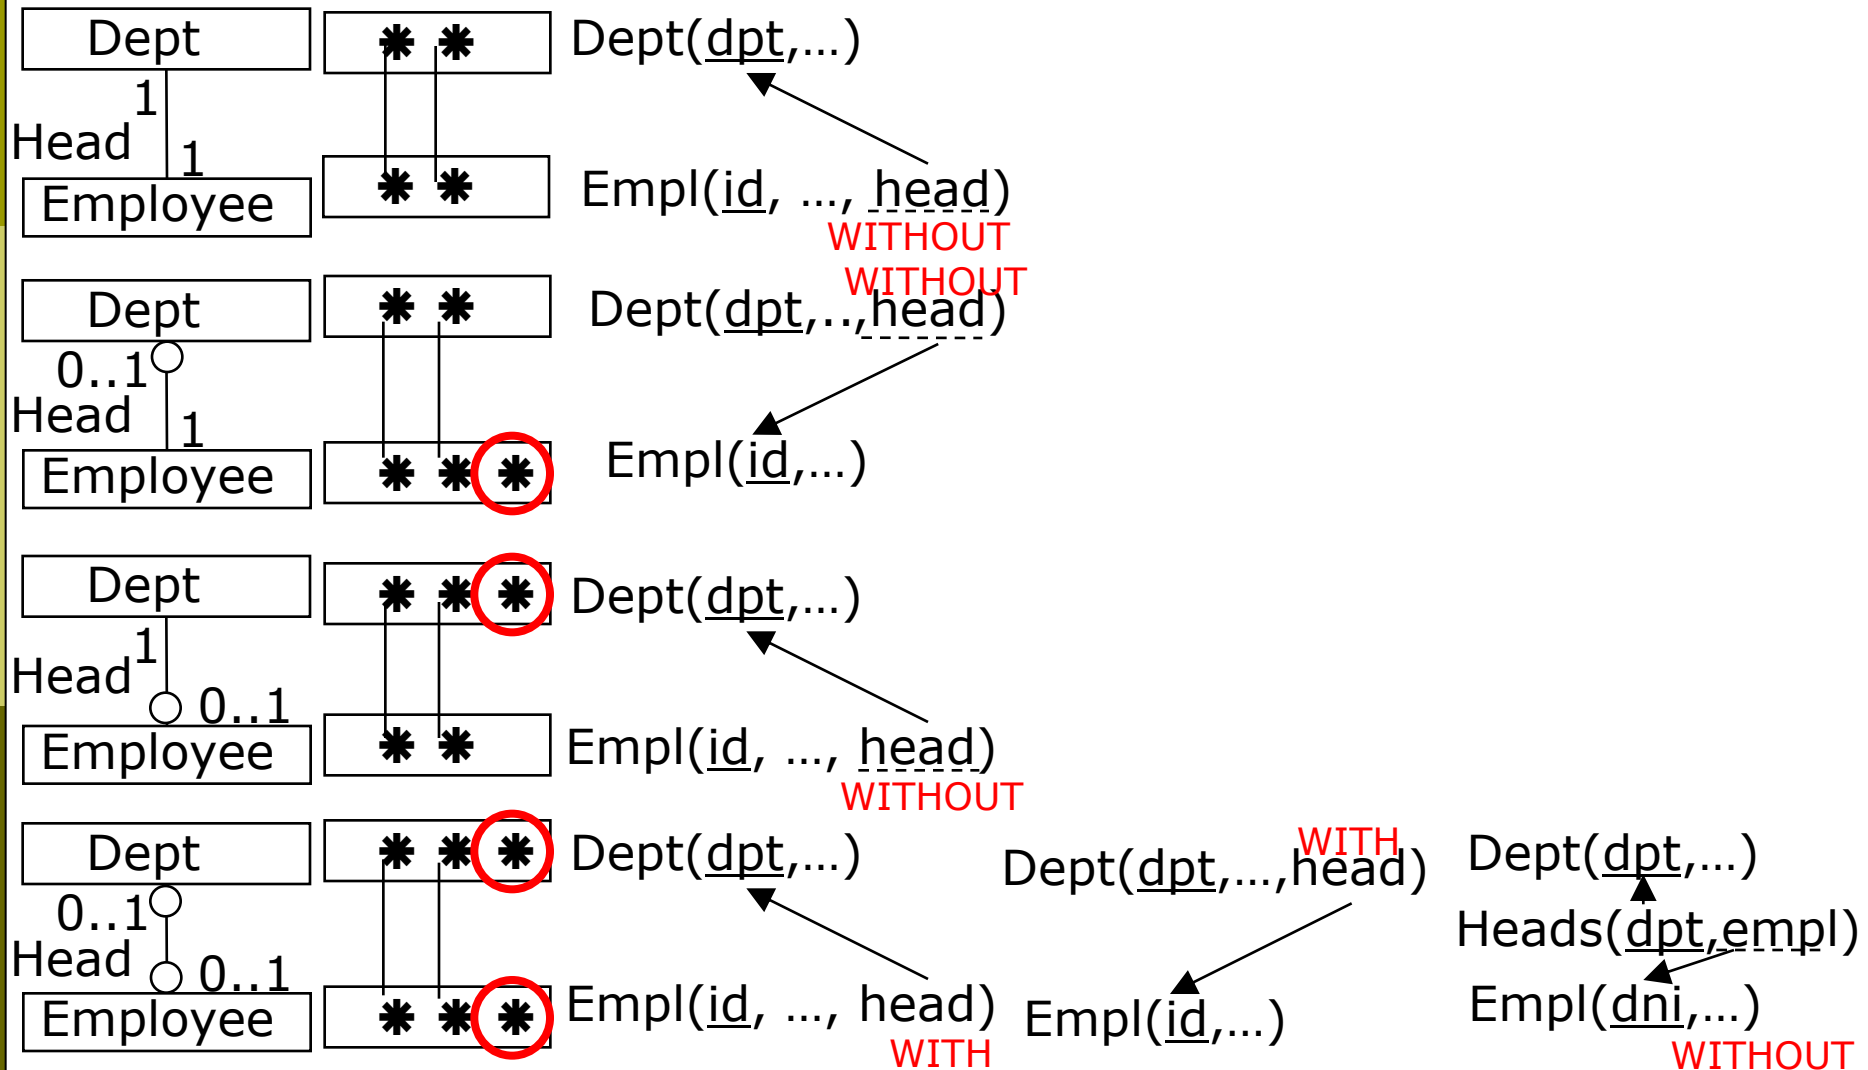 Dept
1
Head
1
Employee
Dept(dpt,...)
Empl(id, ..., head)
WITHOUT
Dept
0..1
Head
1
Employee
WITHOUT
Dept(dpt,..,head)
Empl(id,...)
Dept
1
Head
0..1
Employee
Dept(dpt,...)
Empl(id, ..., head)
WITHOUT
Dept
0..1
Head
0..1
Employee
Dept(dpt,...)
Empl(id, ..., head)
WITH
WITH
Dept(dpt,...,head)
Empl(id,...)
Dept(dpt,...)
Heads(dpt,empl)
Empl(dni,...)
WITHOUT